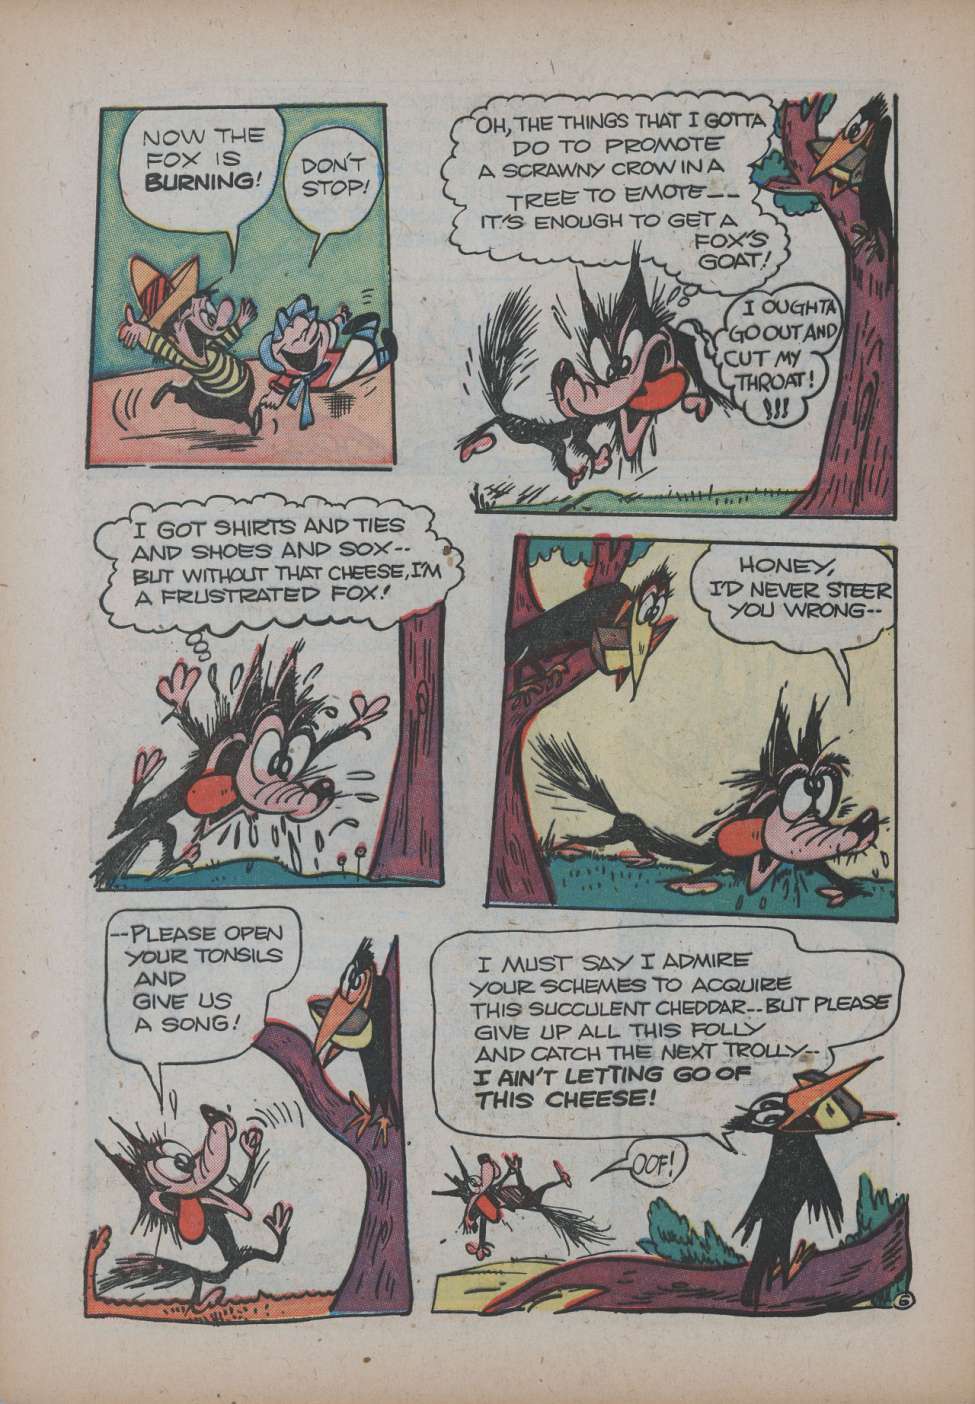 NOW THE
FOX IS
BURNING!
DON'T
STOP!
OH, THE THINGS THAT I GOTTA
DO TO PROMOTE
A SCRAWNY CROW IN A
TREE TO EMOTE--
IT'S ENOUGH TO GET A
FOX'S
GOAT!
I OUGHTA
GO OUT AND
CUT MY
THROAT!
!!!
I GOT SHIRTS AND TIES
AND SHOES AND SOX--
BUT WITHOUT THAT CHEESE, I'M
A FRUSTRATED FOX!
HONEY,
I'D NEVER STEER
YOU WRONG--
--PLEASE OPEN
YOUR TONSILS
AND
GIVE US
A SONG!
I MUST SAY I ADMIRE
YOUR SCHEMES TO ACQUIRE
THIS SUCCULENT CHEDDAR--BUT PLEASE
GIVE UP ALL THIS FOLLY
AND CATCH THE NEXT TROLLY--
I AIN'T LETTING GO OF
THIS CHEESE!
OOF!
6